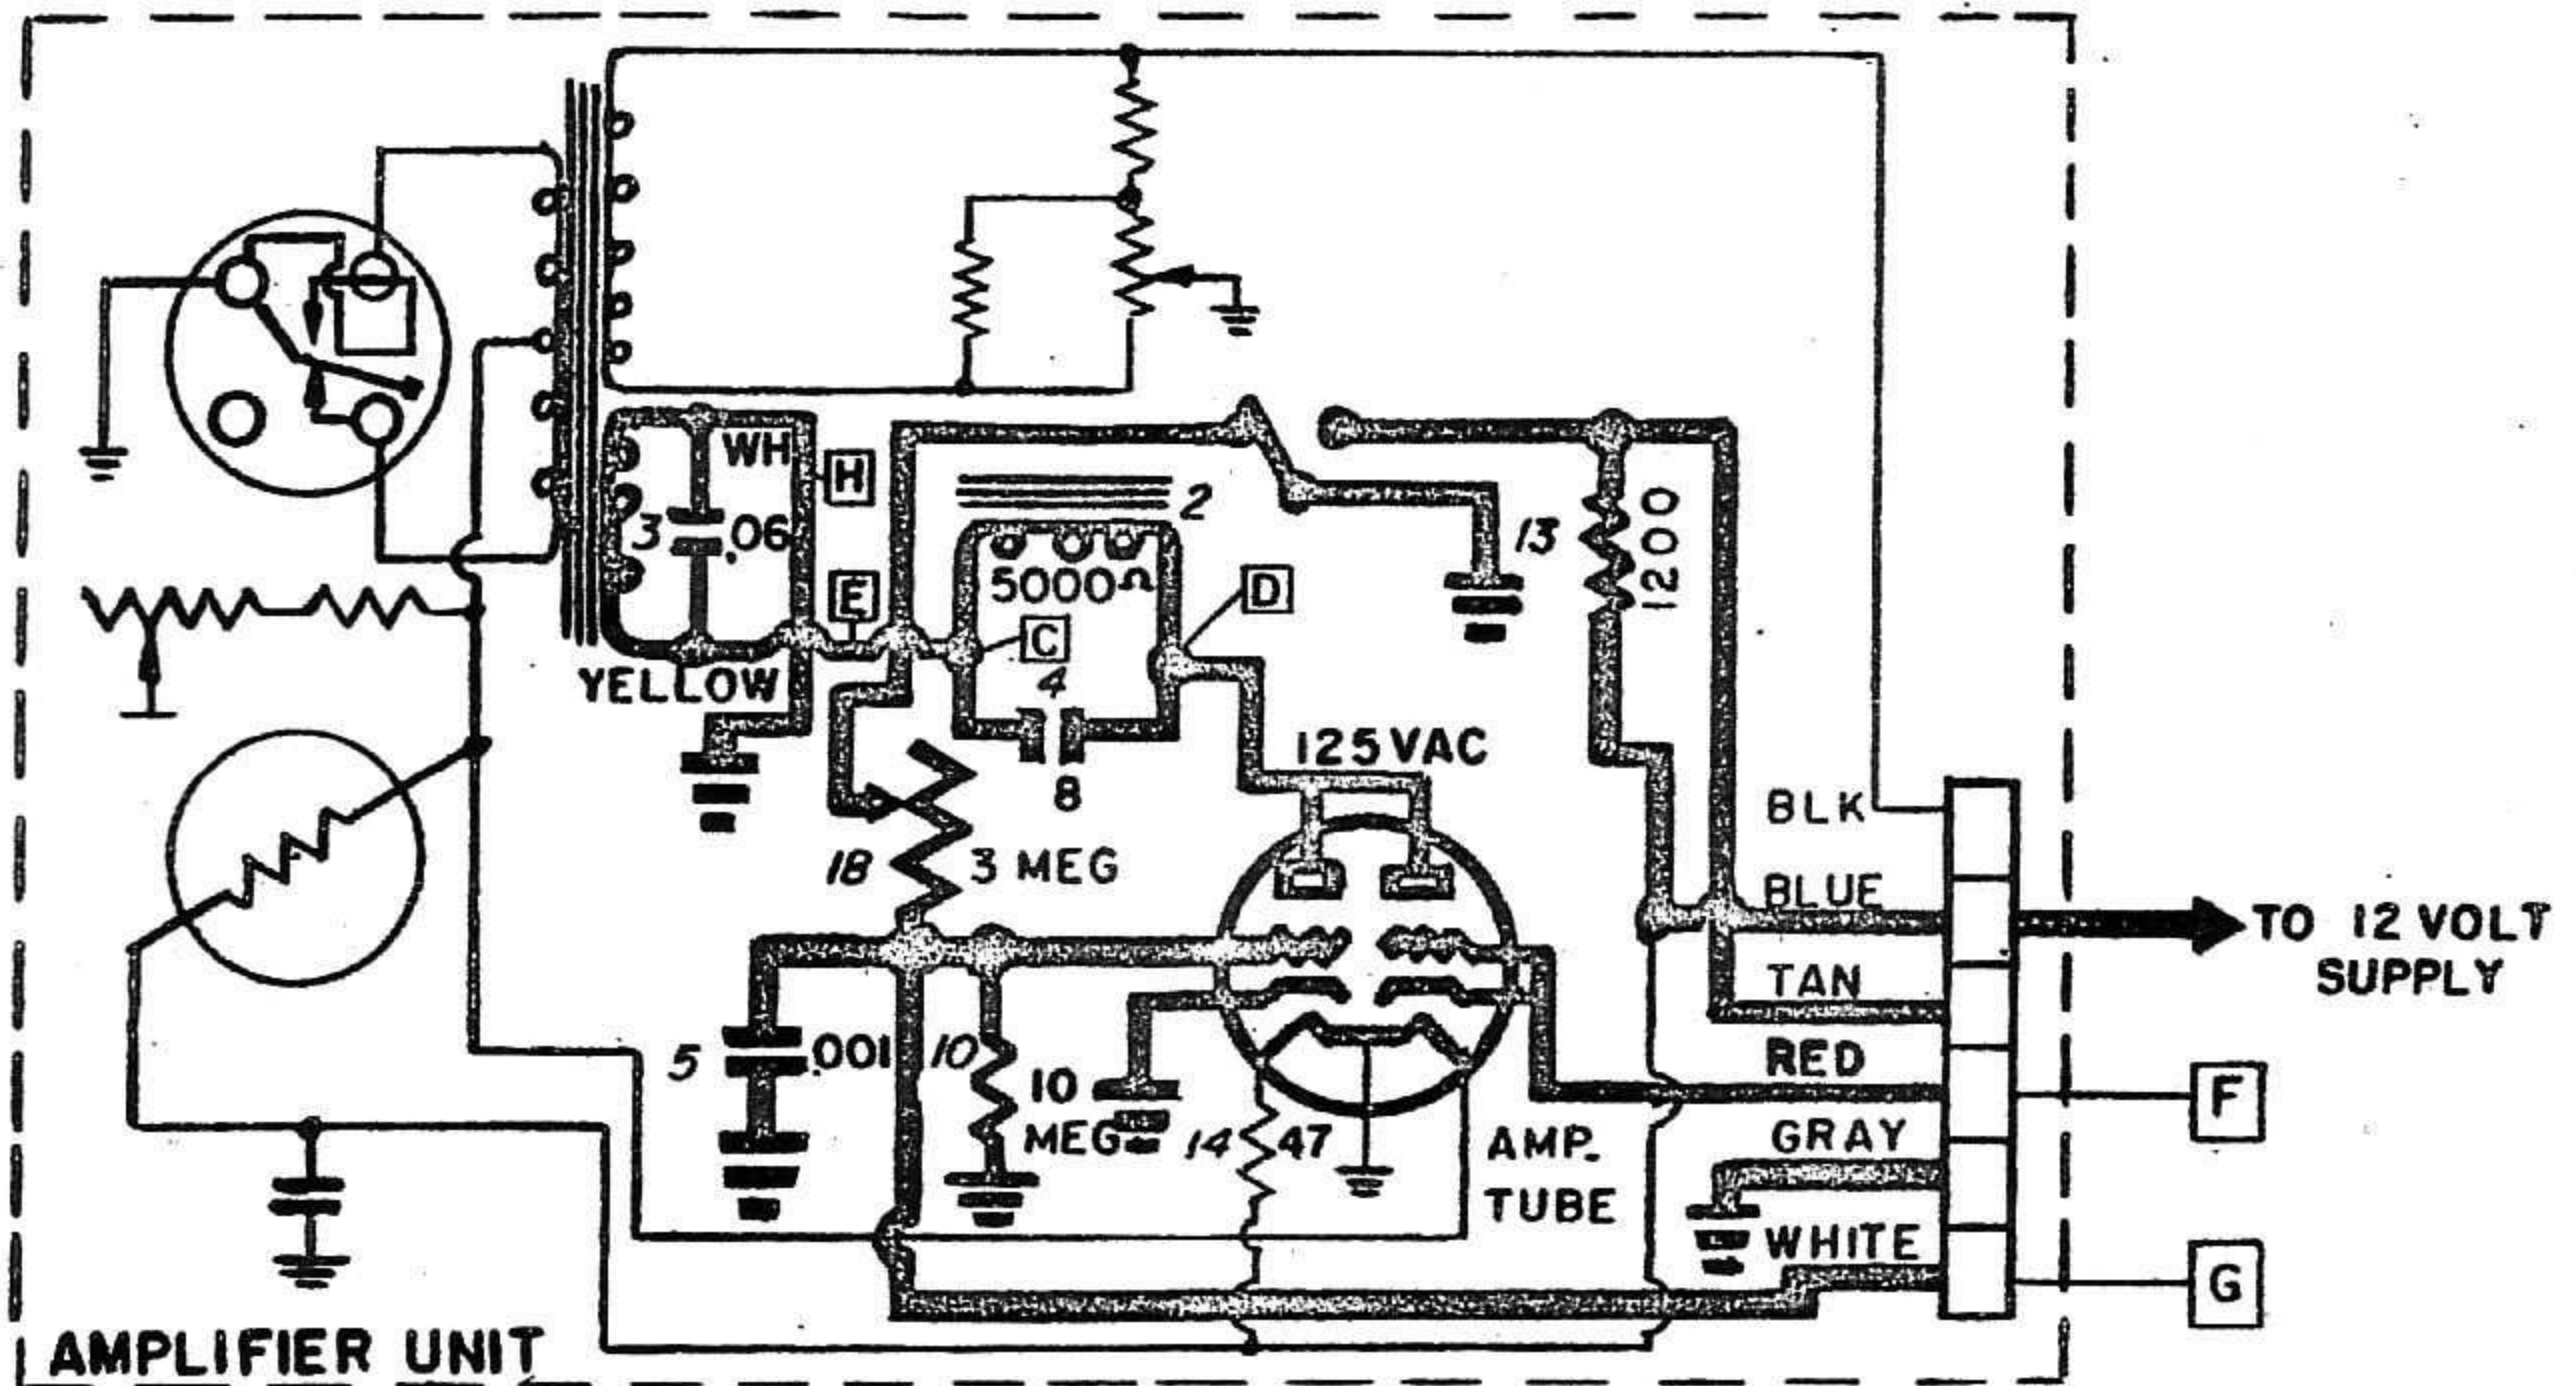 WH
H
3
.06
2
13
1200
E
5000Ω
D
C
YELLOW
4
125 VAC
8
BLK
18
3 MEG
BLUE
TO 12 VOLT
SUPPLY
TAN
5
.001
10
10
MEG
RED
F
14
47
AMP.
TUBE
GRAY
WHITE
G
AMPLIFIER UNIT